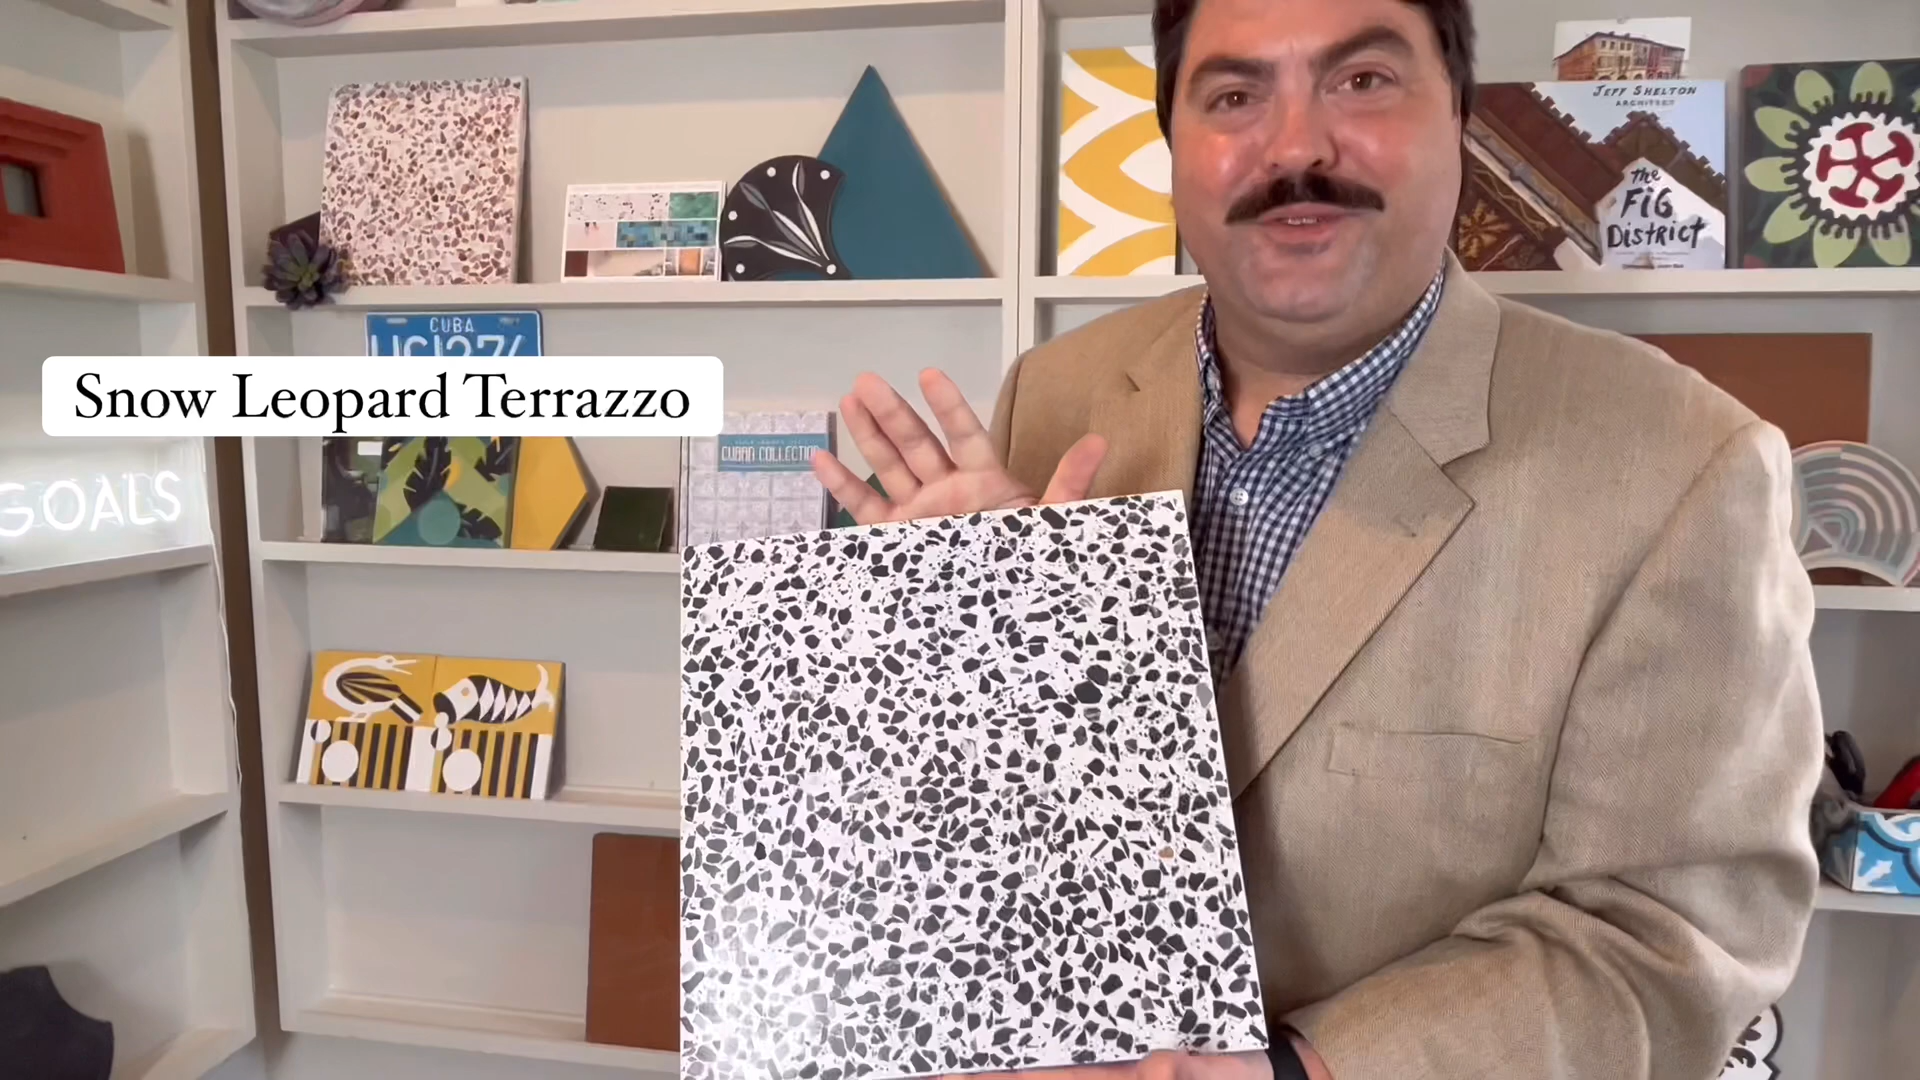 JEFF SHELTON
ARCHITECT
the
FiG
District
CUBA
Snow Leopard Terrazzo
CUBAN COLLECTION
GOALS